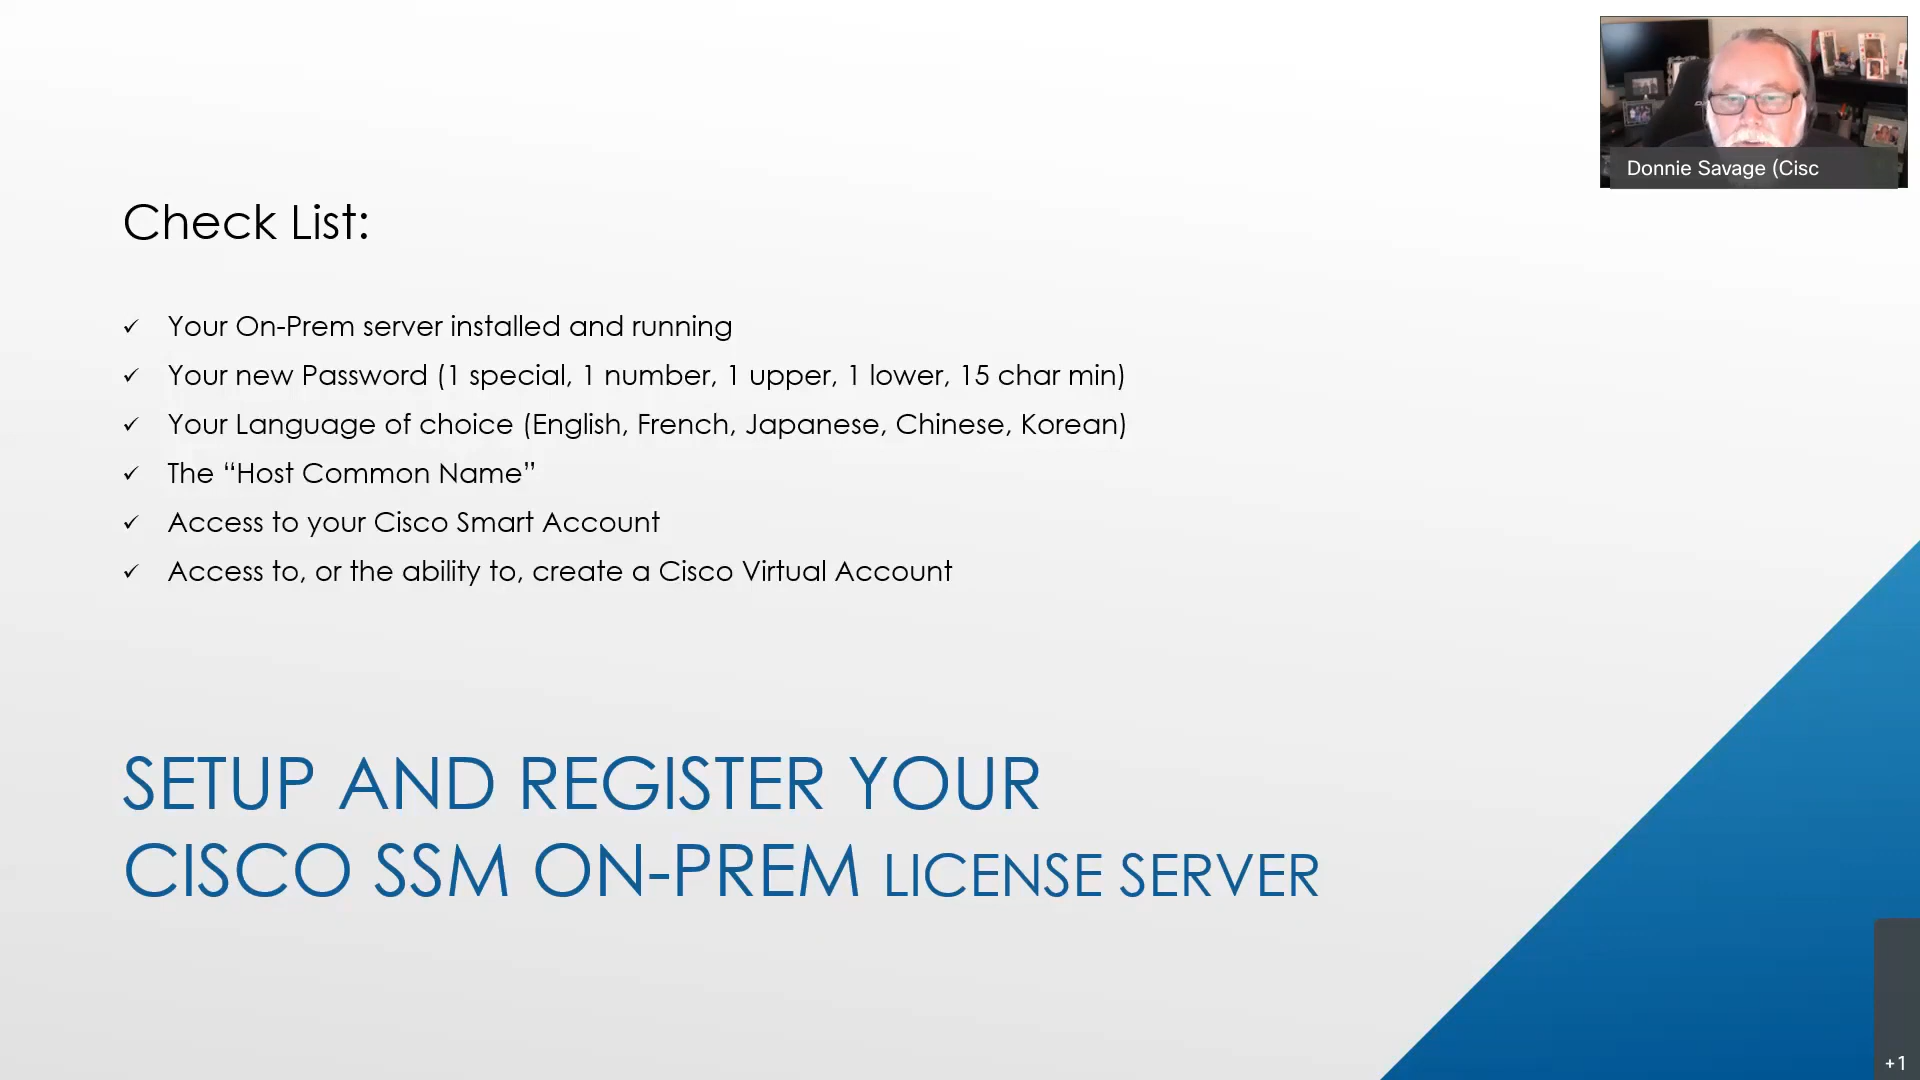 Donnie Savage (Cisc
Check List:
✓ Your On-Prem server installed and running
✓ Your new Password (1 special, 1 number, 1 upper, 1 lower, 15 char min)
✓ Your Language of choice (English, French, Japanese, Chinese, Korean)
✓ The “Host Common Name”
✓ Access to your Cisco Smart Account
✓ Access to, or the ability to, create a Cisco Virtual Account
SETUP AND REGISTER YOUR
CISCO SSM ON-PREM LICENSE SERVER
+1